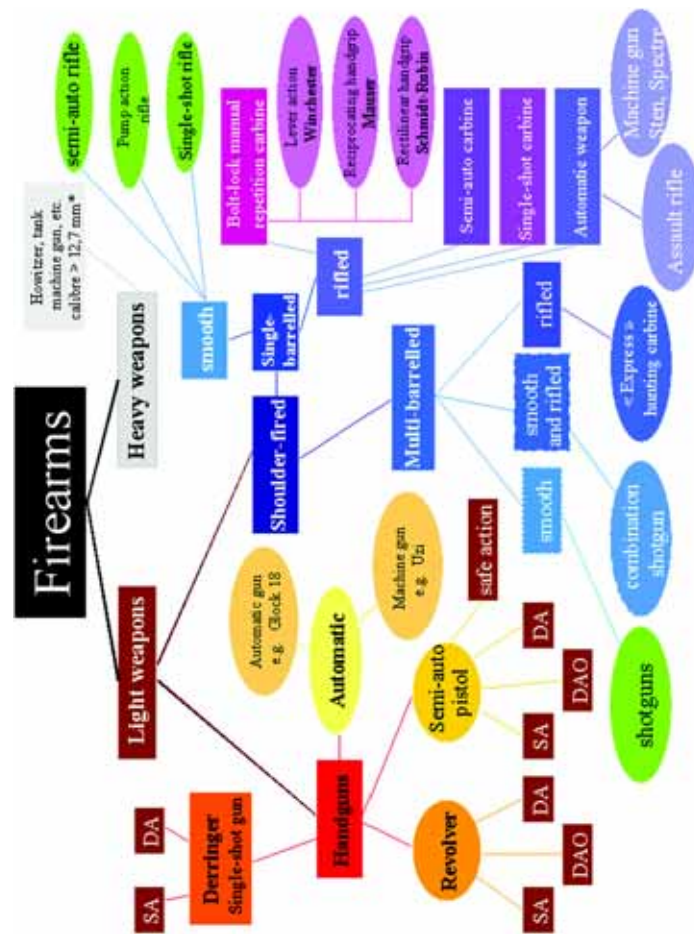 Firearms
Light weapons
Heavy weapons
Howitzer, tank
machine gun, etc.
calibre > 12,7 mm*
SA
DA
Derringer
Single-shot gun
Handguns
Automatic
Automatic gun
e.g. Glock 18
Machine gun
e.g. Uzi
Revolver
SA
DAO
DA
Semi-auto
pistol
SA
DAO
DA
safe action
Shoulder-fired
Single-
barrelled
smooth
semi-auto rifle
Pump-action
rifle
Single-shot rifle
rifled
Bolt-lock manual
repetition carbine
Lever action
Winchester
Reciprocating handgrip
Mauser
Rectilinear handgrip
Schmidt-Rubin
Semi-auto carbine
Single-shot carbine
Automatic weapon
Assault rifle
Machine gun
Sten, Spectre
Multi-barrelled
smooth
smooth
and rifled
rifled
shotguns
combination
shotgun
< Express >
hunting carbine